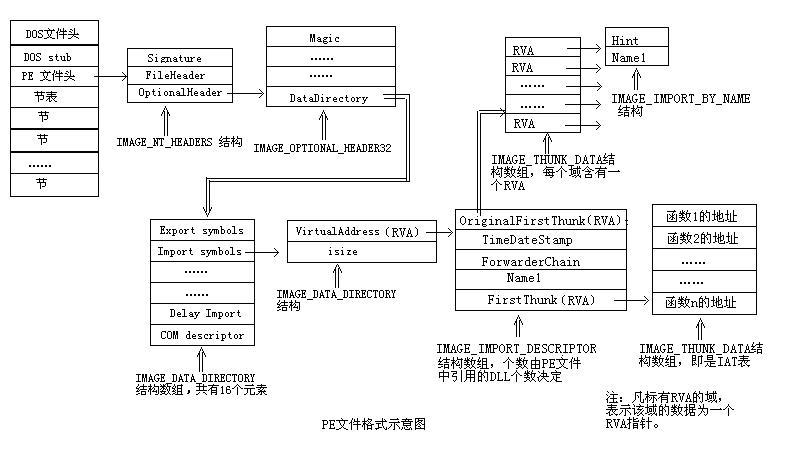 DOS文件头
DOS stub
PE 文件头
节表
节
节
......
节
Signature
FileHeader
OptionalHeader
IMAGE_NT_HEADERS 结构
Magic
......
......
DataDirectory
IMAGE_OPTIONAL_HEADER32
RVA
RVA
......
......
RVA
IMAGE_THUNK_DATA结
构数组，每个域含有一
个RVA
Hint
Name1
IMAGE_IMPORT_BY_NAME
结构
Export symbols
Import symbols
......
......
Delay Import
COM descriptor
IMAGE_DATA_DIRECTORY
结构数组,共有16个元素
VirtualAddress (RVA)
isize
IMAGE_DATA_DIRECTORY
结构
OriginalFirstThunk(RVA)
TimeDateStamp
ForwarderChain
Name1
FirstThunk (RVA)
IMAGE_IMPORT_DESCRIPTOR
结构数组，个数由PE文件
中引用的DLL个数决定
函数1的地址
函数2的地址
......
......
函数n的地址
IMAGE_THUNK_DATA结
构数组，即是IAT表
注：凡标有RVA的域，
表示该域的数据为一个
RVA指针。
PE文件格式示意图